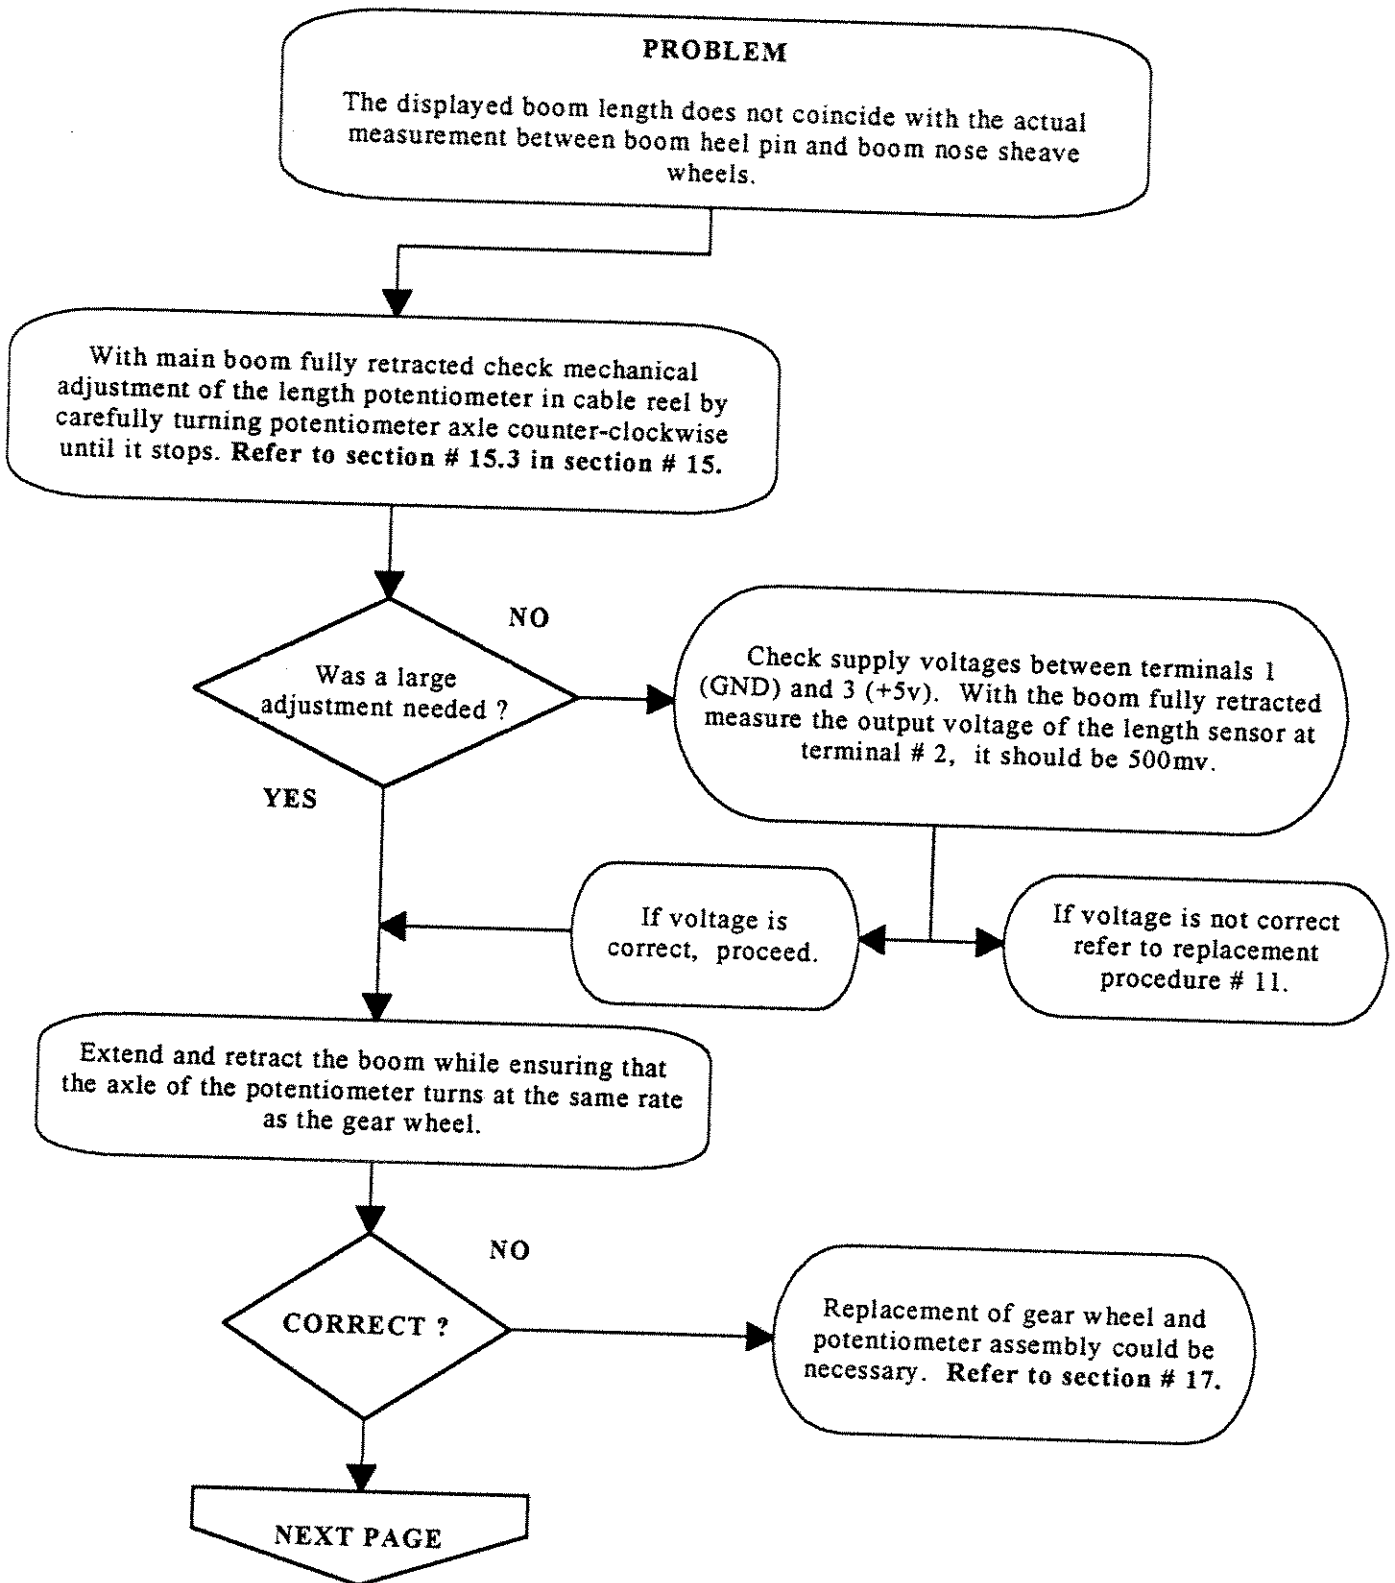 PROBLEM
The displayed boom length does not coincide with the actual
measurement between boom heel pin and boom nose sheave
wheels.
With main boom fully retracted check mechanical
adjustment of the length potentiometer in cable reel by
carefully turning potentiometer axle counter-clockwise
until it stops. Refer to section # 15.3 in section # 15.
Was a large
adjustment needed ?
NO
Check supply voltages between terminals 1
(GND) and 3 (+5v). With the boom fully retracted
measure the output voltage of the length sensor at
terminal # 2, it should be 500mv.
YES
If voltage is
correct, proceed.
If voltage is not correct
refer to replacement
procedure # 11.
Extend and retract the boom while ensuring that
the axle of the potentiometer turns at the same rate
as the gear wheel.
CORRECT ?
NO
Replacement of gear wheel and
potentiometer assembly could be
necessary. Refer to section # 17.
NEXT PAGE